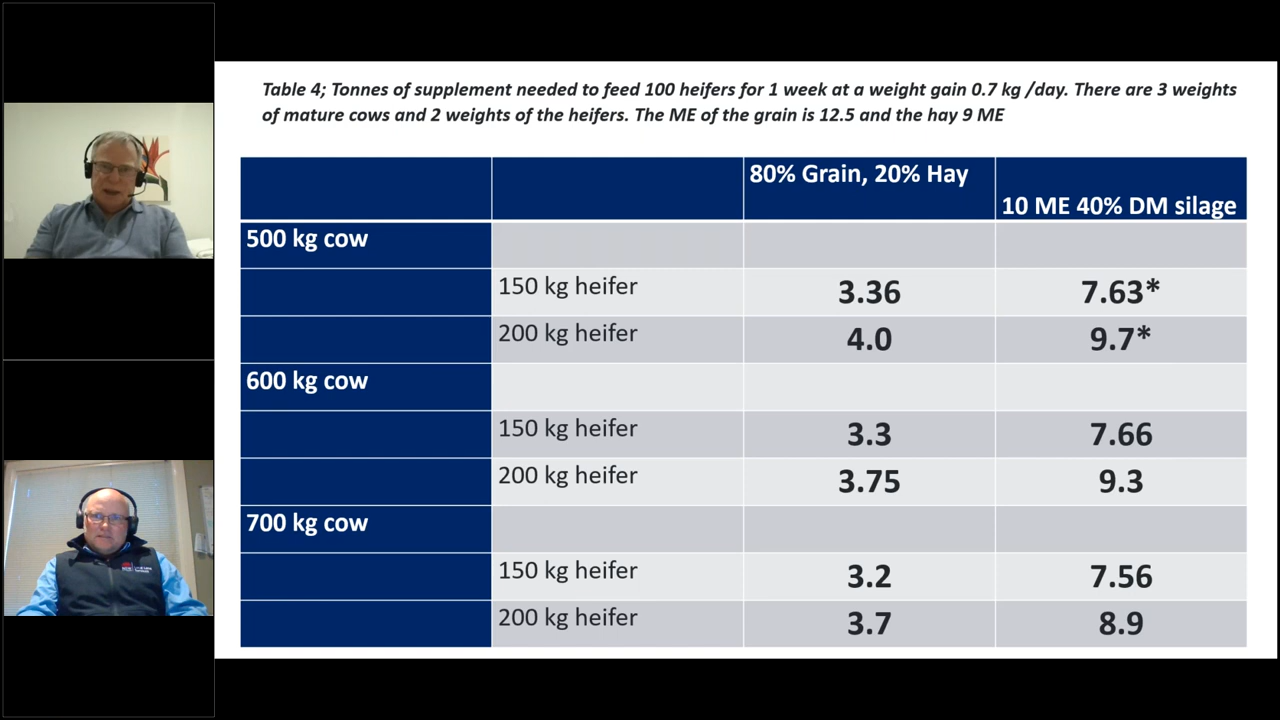 Table 4; Tonnes of supplement needed to feed 100 heifers for 1 week at a weight gain 0.7 kg /day. There are 3 weights
of mature cows and 2 weights of the heifers. The ME of the grain is 12.5 and the hay 9 ME
80% Grain, 20% Hay
10 ME 40% DM silage
500 kg cow
150 kg heifer 3.36 7.63*
200 kg heifer 4.0 9.7*
600 kg cow
150 kg heifer 3.3 7.66
200 kg heifer 3.75 9.3
700 kg cow
150 kg heifer 3.2 7.56
200 kg heifer 3.7 8.9